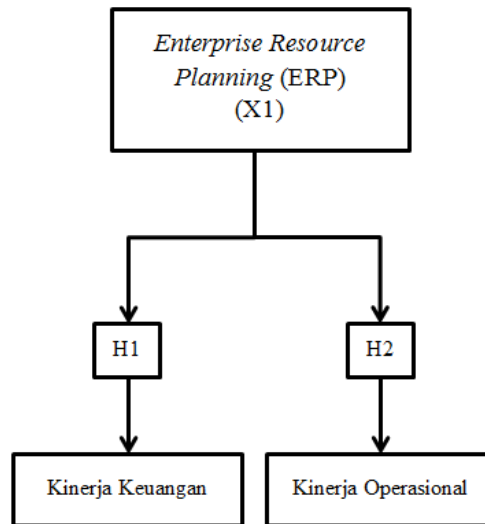 Enterprise Resource
Planning (ERP)
(X1)
H1
H2
Kinerja Keuangan
Kinerja Operasional